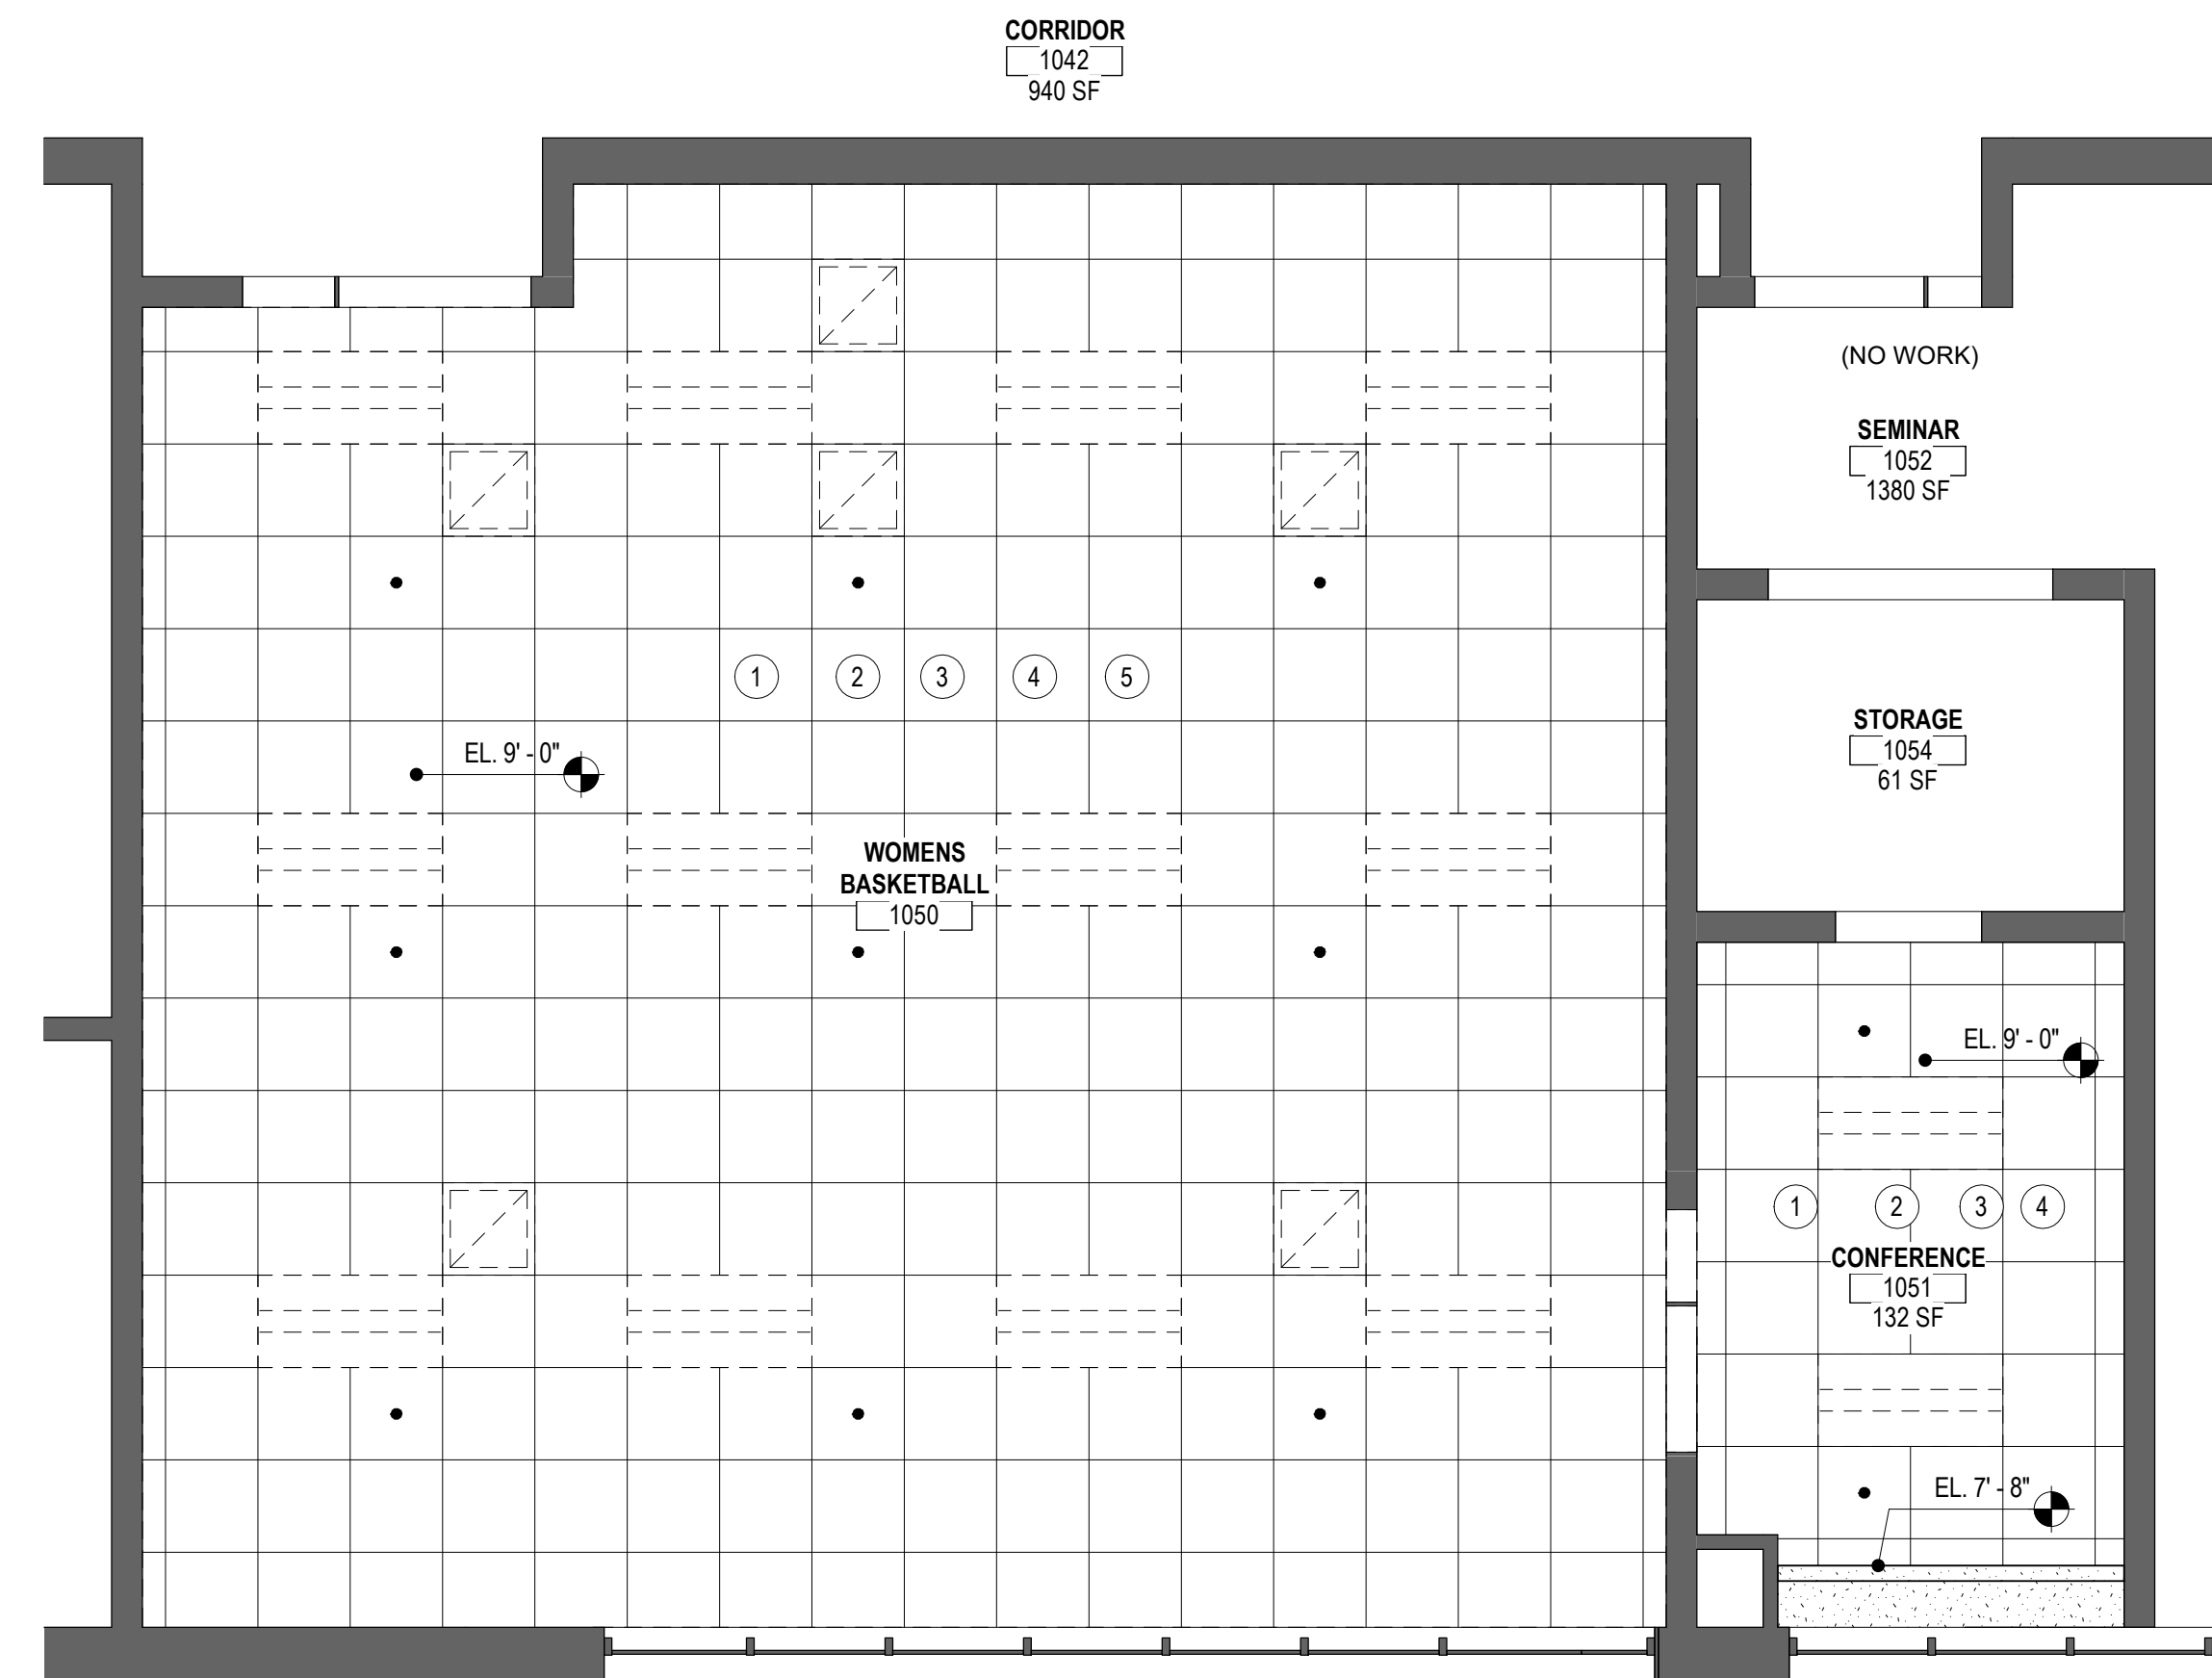 CORRIDOR
1042
940 SF
(NO WORK)
SEMINAR
1052
1380 SF
1 2 3 4 5
STORAGE
1054
61 SF
EL. 9' - 0"
WOMENS
BASKETBALL
1050
EL. 9' - 0"
1 2 3 4
CONFERENCE
1051
132 SF
EL. 7' - 8"